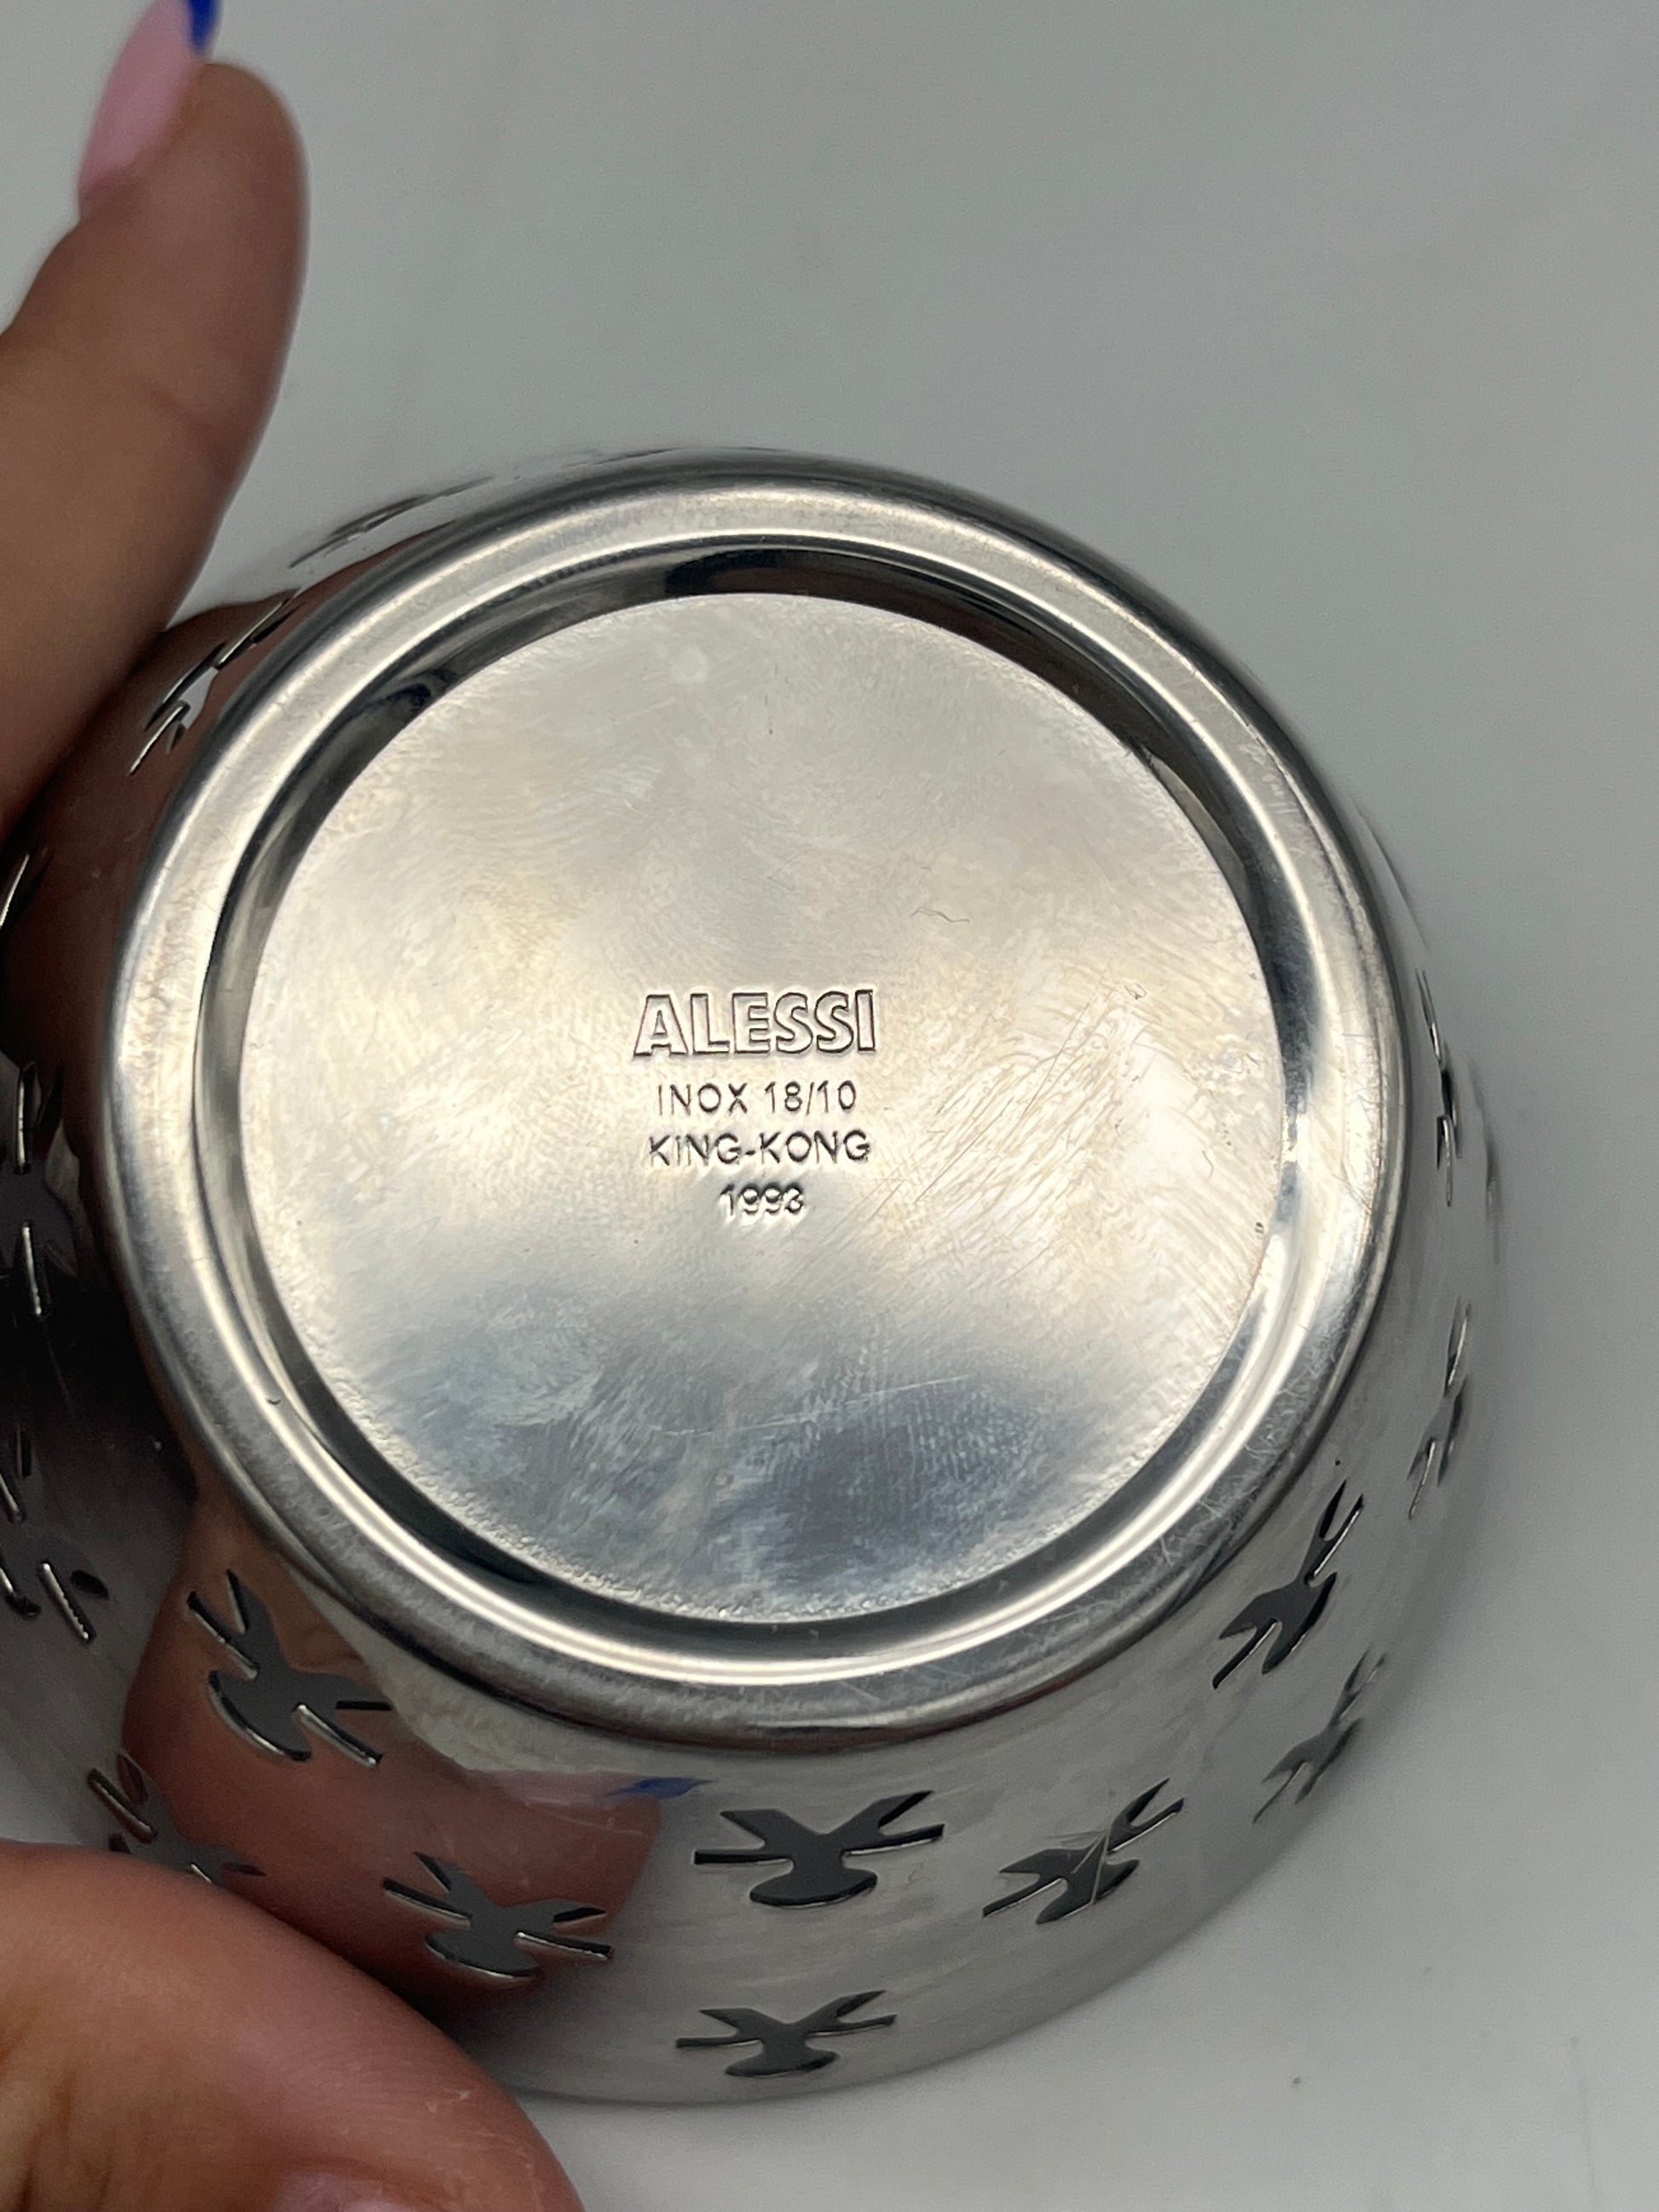 ALESSI
INOX 18/10
KING-KONG
1993